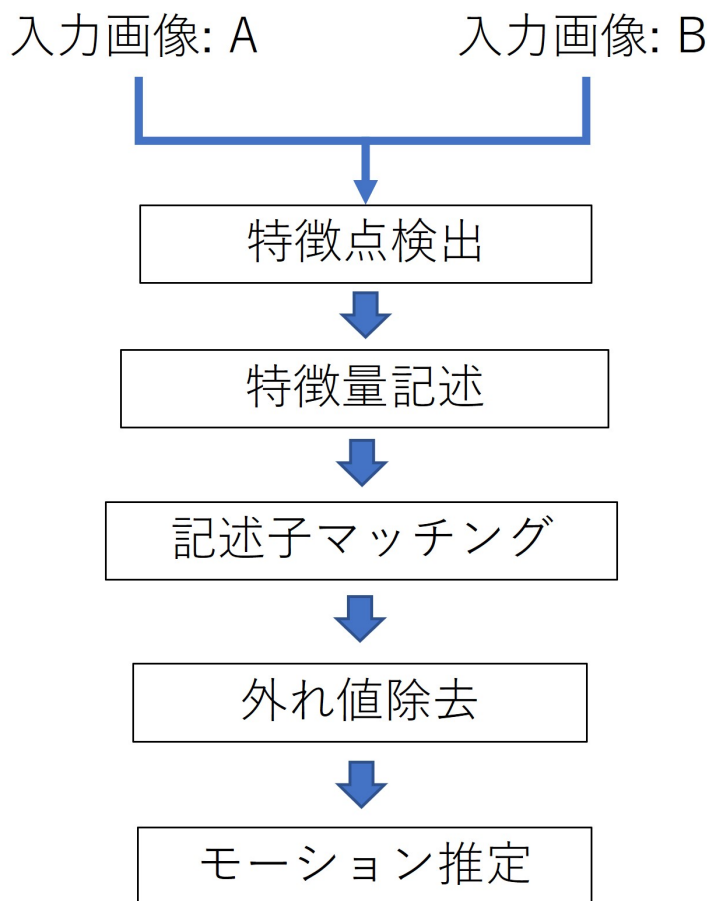 入力画像: A
入力画像: B
特徴点検出
特徴量記述
記述子マッチング
外れ値除去
モーション推定